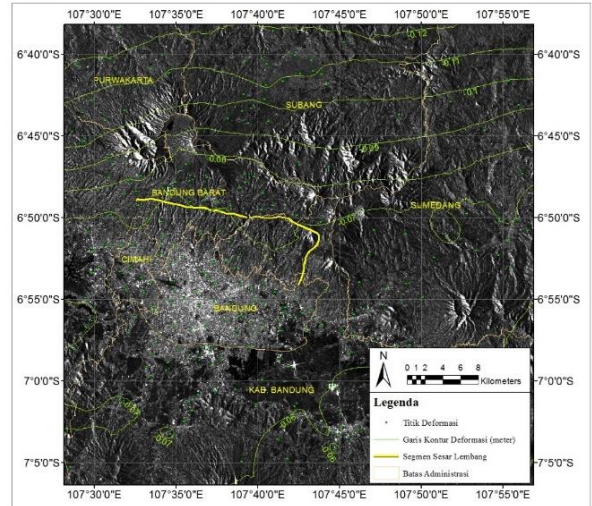 107°30'0"E 107°35'0"E 107°40'0"E 107°45'0"E 107°50'0"E 107°55'0"E
6°40'0"S 6°40'0"S
0.12
0.11
PURWAKARTA
0.1
SUBANG
6°45'0"S 6°45'0"S
0.09
0.08
BANDUNG BARAT
SUMEDANG
6°50'0"S 6°50'0"S
0.07
CIMAHI
6°55'0"S 6°55'0"S
BANDUNG
N
0 1 2 4 6 8
Kilometers
7°0'0"S 7°0'0"S
KAB. BANDUNG
Legenda
Titik Deformasi
Garis Kontur Deformasi (meter)
Segmen Sesar Lembang
Batas Administrasi
7°5'0"S 7°5'0"S
107°30'0"E 107°35'0"E 107°40'0"E 107°45'0"E 107°50'0"E 107°55'0"E